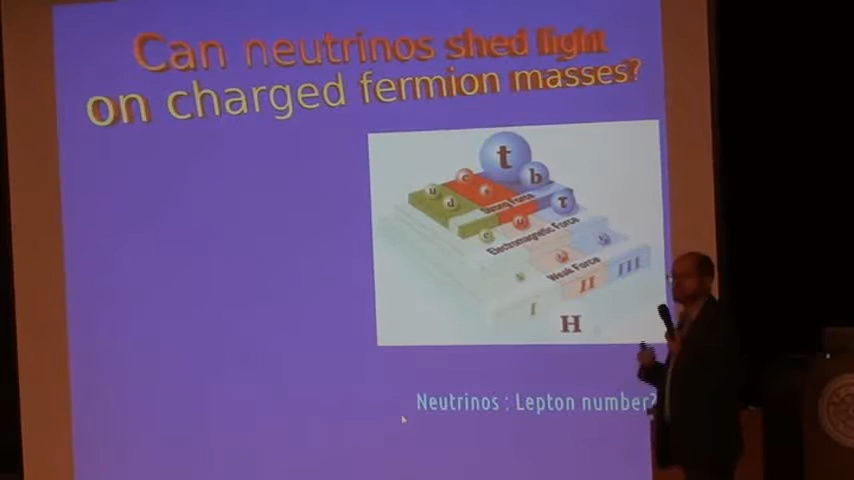 Can neutrinos shed light
on charged fermion masses?
t
c
b
u
s
d
Strong Force
τ
μ
e
Electromagnetic Force
Weak Force
I II III
H
Neutrinos : Lepton number?